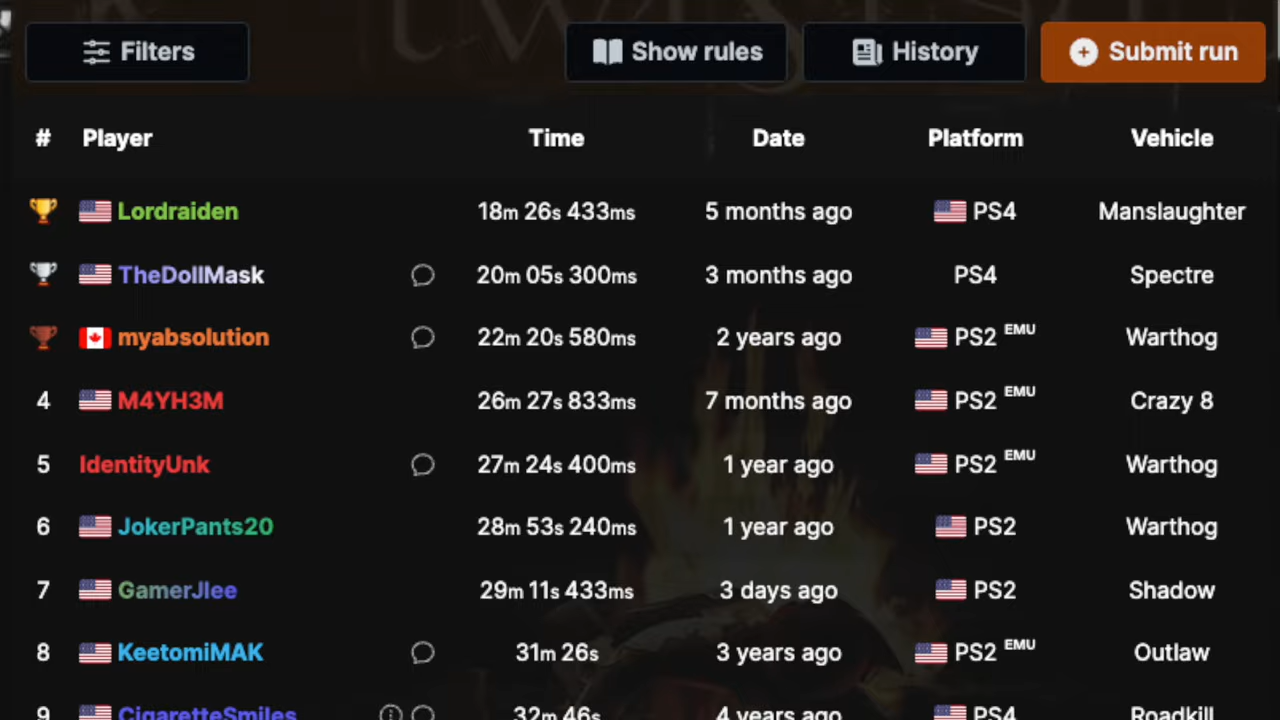 Filters Show rules History Submit run
# Player Time Date Platform Vehicle
Lordraiden 18m 26s 433ms 5 months ago PS4 Manslaughter
TheDollMask 20m 05s 300ms 3 months ago PS4 Spectre
myabsolution 22m 20s 580ms 2 years ago PS2 EMU Warthog
4 M4YH3M 26m 27s 833ms 7 months ago PS2 EMU Crazy 8
5 IdentityUnk 27m 24s 400ms 1 year ago PS2 EMU Warthog
6 JokerPants20 28m 53s 240ms 1 year ago PS2 Warthog
7 GamerJlee 29m 11s 433ms 3 days ago PS2 Shadow
8 KeetomiMAK 31m 26s 3 years ago PS2 EMU Outlaw
9 CigaretteSmiles 32m 46s 4 years ago PS4 Roadkill